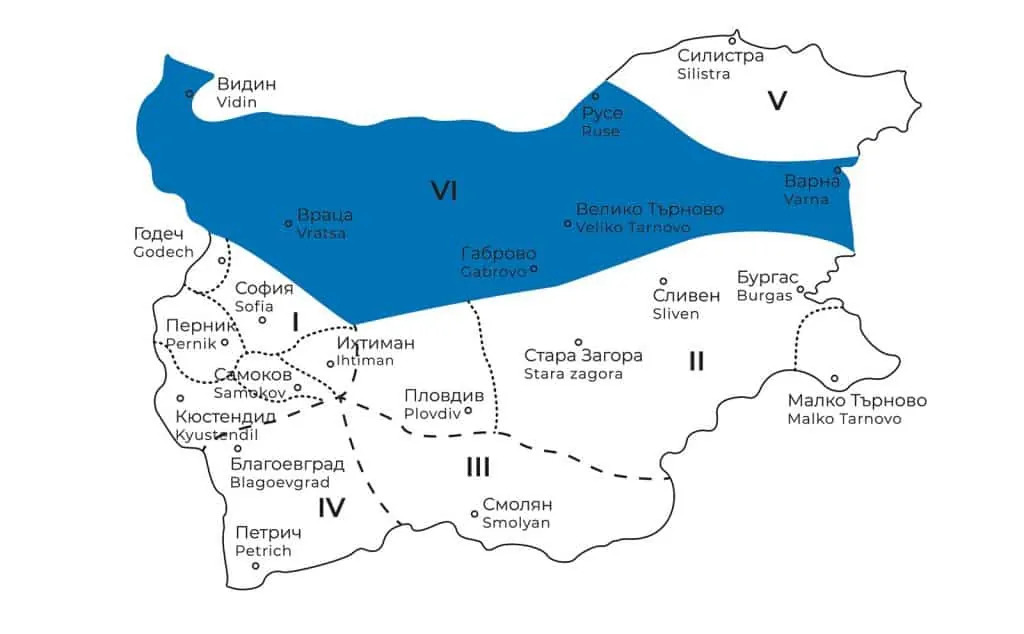 Силистра
Silistra
V
Видин
Vidin
Русе
Ruse
VI
Варна
Varna
Враца
Vratsa
Велико Търново
Veliko Tarnovo
Годеч
Godech
Габрово
Gabrovo
София
Sofia
Бургас
Burgas
Сливен
Sliven
Перник
Pernik
I
Ихтиман
Ihtiman
Стара Загора
Stara zagora
II
Самоков
Samokov
Пловдив
Plovdiv
Малко Търново
Malko Tarnovo
Кюстендид
Kyustendil
Благоевград
Blagoevgrad
III
IV
Смолян
Smolyan
Петрич
Petrich